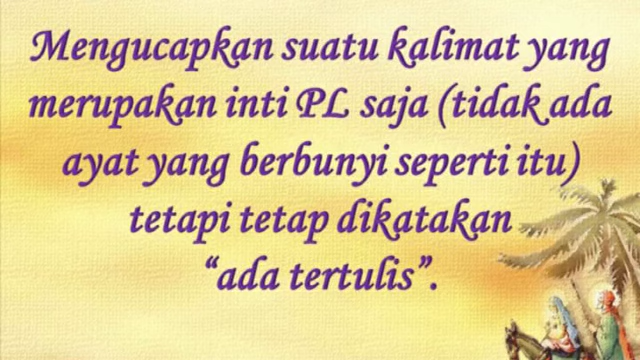 Mengucapkan suatu kalimat yang
merupakan inti PL saja (tidak ada
ayat yang berbunyi seperti itu)
tetapi tetap dikatakan
“ada tertulis”.